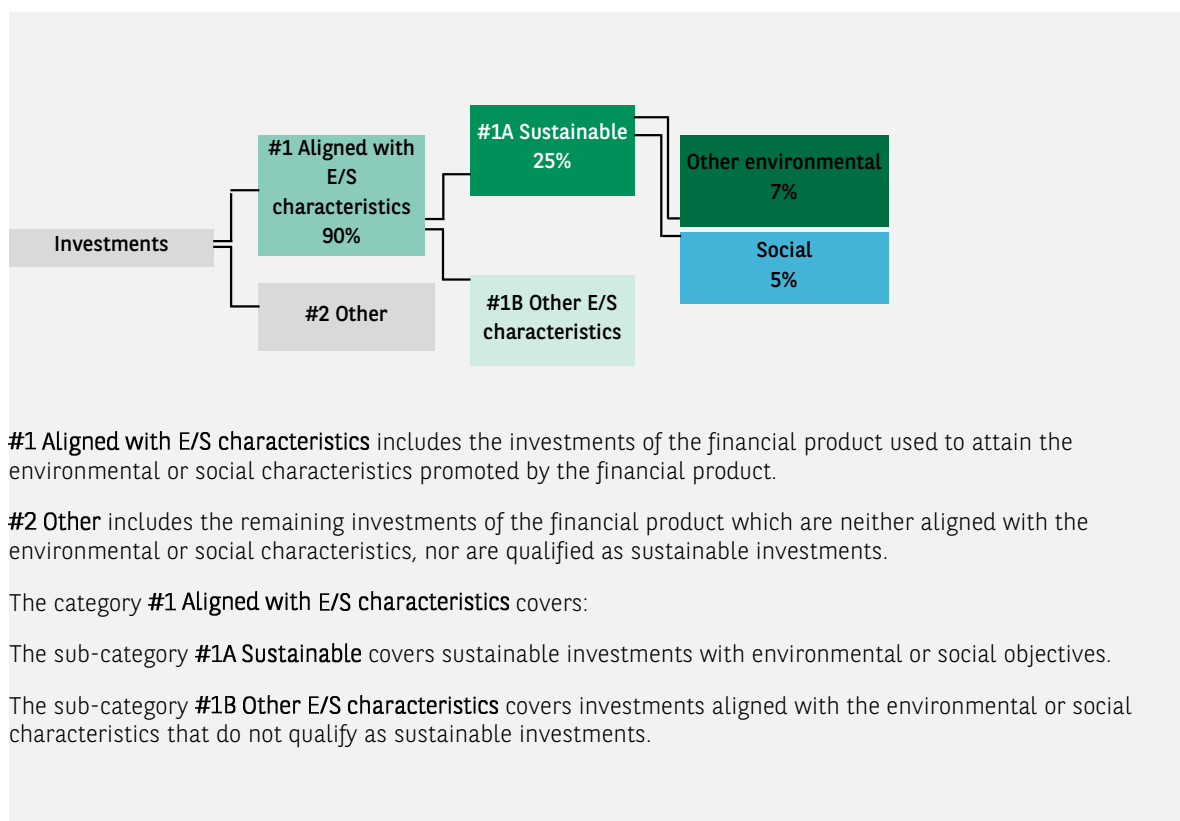 #1A Sustainable
25%
#1 Aligned with
E/S
characteristics
90%
Other environmental
7%
Investments
Social
5%
#2 Other
#1B Other E/S
characteristics
#1 Aligned with E/S characteristics includes the investments of the financial product used to attain the
environmental or social characteristics promoted by the financial product.
#2 Other includes the remaining investments of the financial product which are neither aligned with the
environmental or social characteristics, nor are qualified as sustainable investments.
The category #1 Aligned with E/S characteristics covers:
The sub-category #1A Sustainable covers sustainable investments with environmental or social objectives.
The sub-category #1B Other E/S characteristics covers investments aligned with the environmental or social
characteristics that do not qualify as sustainable investments.